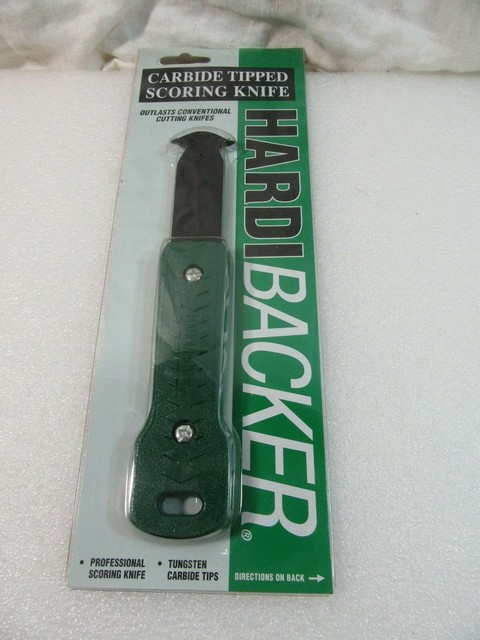 CARBIDE TIPPED
SCORING KNIFE
OUTLASTS CONVENTIONAL
CUTTING KNIFES
HARDIBACKER®
• PROFESSIONAL
SCORING KNIFE
• TUNGSTEN
CARBIDE TIPS
DIRECTIONS ON BACK →